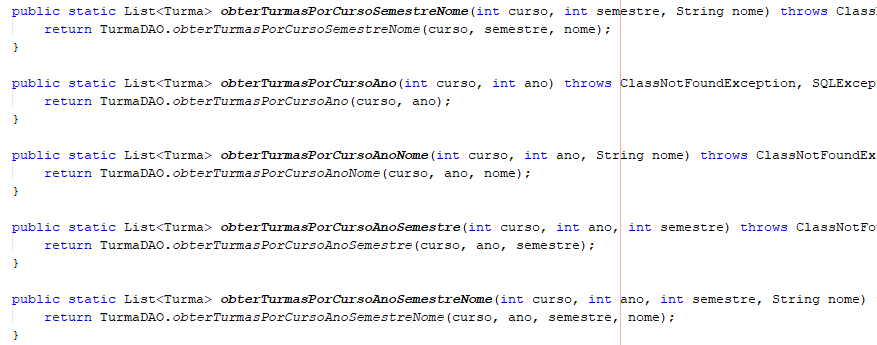 public static List<Turma> obterTurmasPorCursoSemestreNome(int curso, int semestre, String nome) throws Class
return TurmaDAO.obterTurmasPorCursoSemestreNome(curso, semestre, nome);
}
public static List<Turma> obterTurmasPorCursoAno(int curso, int ano) throws ClassNotFoundException, SQLExcep
return TurmaDAO.obterTurmasPorCursoAno(curso, ano);
}
public static List<Turma> obterTurmasPorCursoAnoNome(int curso, int ano, String nome) throws ClassNotFoundEx
return TurmaDAO.obterTurmasPorCursoAnoNome(curso, ano, nome);
}
public static List<Turma> obterTurmasPorCursoAnoSemestre(int curso, int ano, int semestre) throws ClassNotFo
return TurmaDAO.obterTurmasPorCursoAnoSemestre(curso, ano, semestre);
}
public static List<Turma> obterTurmasPorCursoAnoSemestreNome(int curso, int ano, int semestre, String nome)
return TurmaDAO.obterTurmasPorCursoAnoSemestreNome(curso, ano, semestre, nome);
}